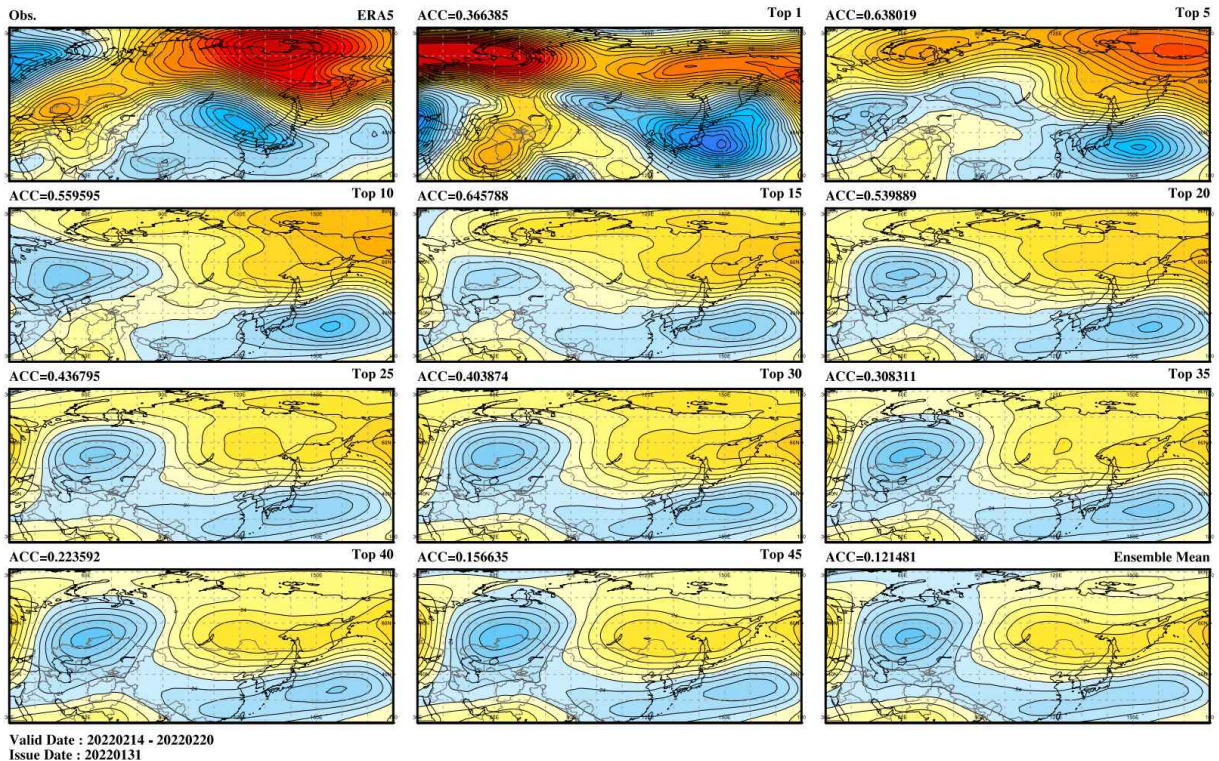 Obs. ERA5
ACC=0.366385 Top 1
ACC=0.638019 Top 5
ACC=0.559595 Top 10
ACC=0.645788 Top 15
ACC=0.539889 Top 20
ACC=0.436795 Top 25
ACC=0.403874 Top 30
ACC=0.308311 Top 35
ACC=0.223592 Top 40
ACC=0.156635 Top 45
ACC=0.121481 Ensemble Mean
Valid Date : 20220214 - 20220220
Issue Date : 20220131